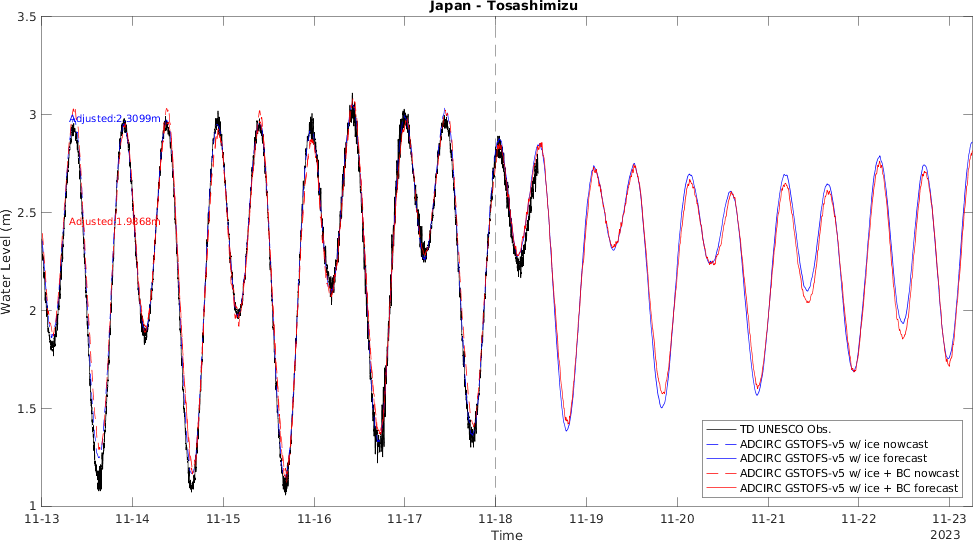 Japan - Tosashimizu
3.5
3
2.5
2
1.5
1
Water Level (m)
Adjusted:2.3099m
Adjusted:1.9868m
TD UNESCO Obs.
ADCIRC GSTOFS-v5 w/ ice nowcast
ADCIRC GSTOFS-v5 w/ ice forecast
ADCIRC GSTOFS-v5 w/ ice + BC nowcast
ADCIRC GSTOFS-v5 w/ ice + BC forecast
11-13 11-14 11-15 11-16 11-17 11-18 11-19 11-20 11-21 11-22 11-23
2023
Time